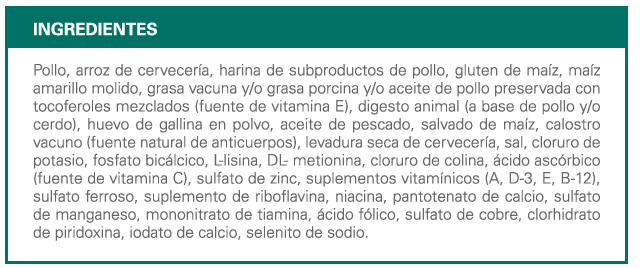 INGREDIENTES
Pollo, arroz de cervecería, harina de subproductos de pollo, gluten de maíz, maíz
amarillo molido, grasa vacuna y/o grasa porcina y/o aceite de pollo preservada con
tocoferoles mezclados (fuente de vitamina E), digesto animal (a base de pollo y/o
cerdo), huevo de gallina en polvo, aceite de pescado, salvado de maíz, calostro
vacuno (fuente natural de anticuerpos), levadura seca de cervecería, sal, cloruro de
potasio, fosfato bicálcico, L-lisina, DL- metionina, cloruro de colina, ácido ascórbico
(fuente de vitamina C), sulfato de zinc, suplementos vitamínicos (A, D-3, E, B-12),
sulfato ferroso, suplemento de riboflavina, niacina, pantotenato de calcio, sulfato
de manganeso, mononitrato de tiamina, ácido fólico, sulfato de cobre, clorhidrato
de piridoxina, iodato de calcio, selenito de sodio.